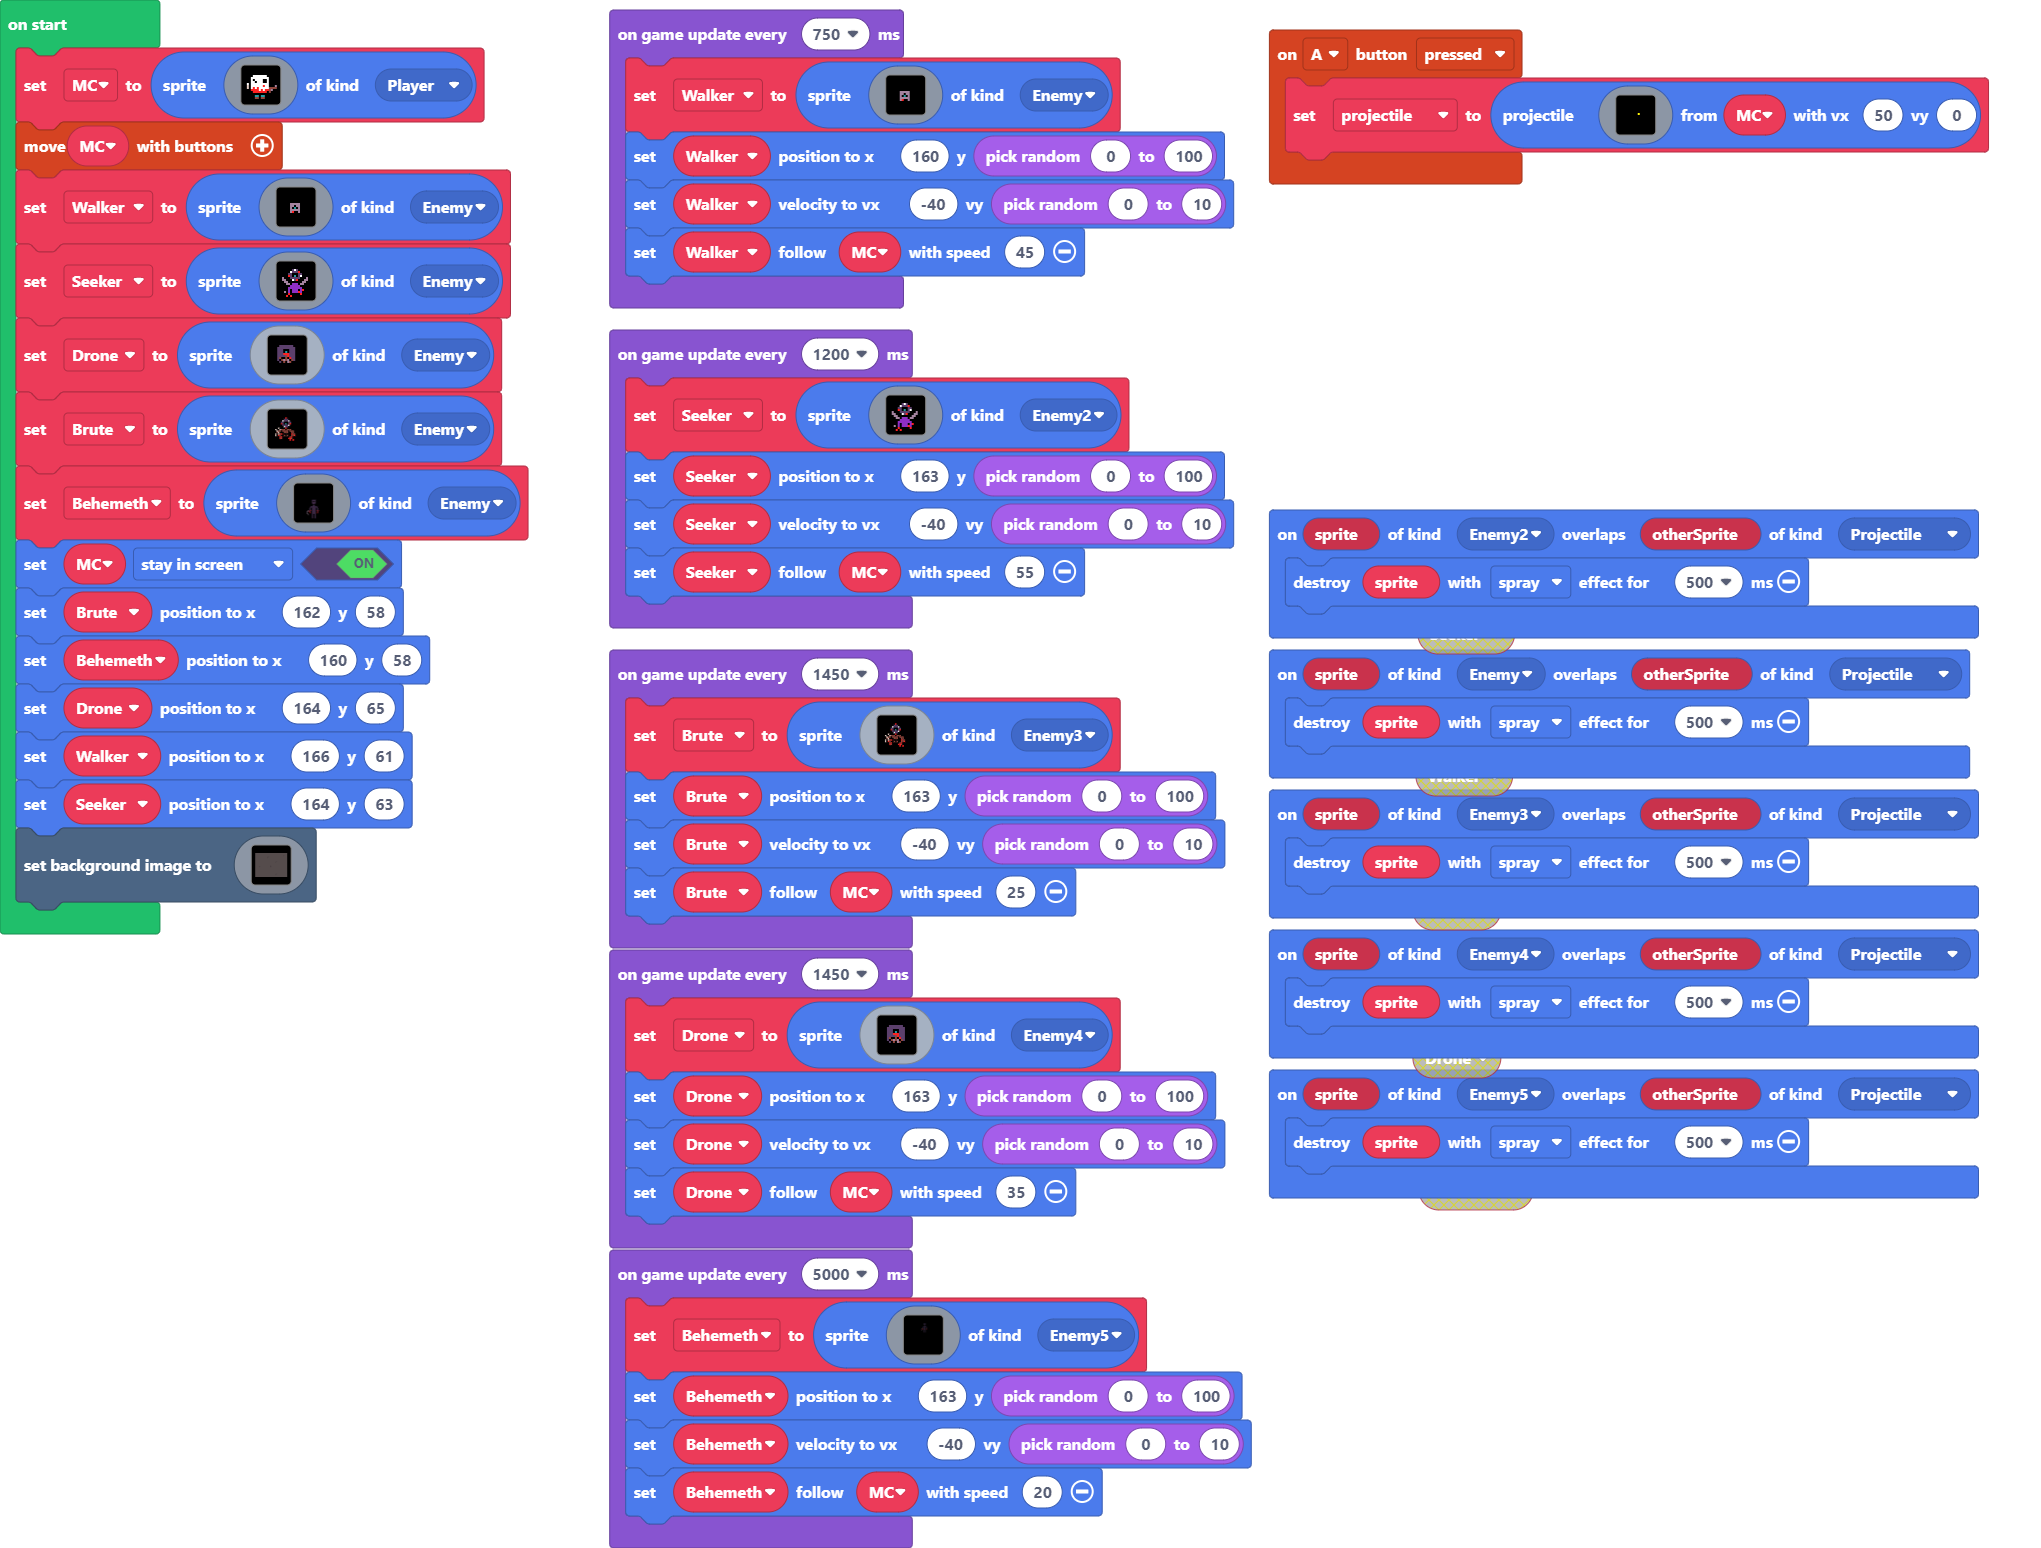 on start
set MC to sprite of kind Player
move MC with buttons
set Walker to sprite of kind Enemy
set Seeker to sprite of kind Enemy
set Drone to sprite of kind Enemy
set Brute to sprite of kind Enemy
set Behemeth to sprite of kind Enemy
set MC stay in screen ON
set Brute position to x 162 y 58
set Behemeth position to x 160 y 58
set Drone position to x 164 y 65
set Walker position to x 166 y 61
set Seeker position to x 164 y 63
set background image to
on game update every 750 ms
set Walker to sprite of kind Enemy
set Walker position to x 160 y pick random 0 to 100
set Walker velocity to vx -40 vy pick random 0 to 10
set Walker follow MC with speed 45
on game update every 1200 ms
set Seeker to sprite of kind Enemy2
set Seeker position to x 163 y pick random 0 to 100
set Seeker velocity to vx -40 vy pick random 0 to 10
set Seeker follow MC with speed 55
on game update every 1450 ms
set Brute to sprite of kind Enemy3
set Brute position to x 163 y pick random 0 to 100
set Brute velocity to vx -40 vy pick random 0 to 10
set Brute follow MC with speed 25
on game update every 1450 ms
set Drone to sprite of kind Enemy4
set Drone position to x 163 y pick random 0 to 100
set Drone velocity to vx -40 vy pick random 0 to 10
set Drone follow MC with speed 35
on game update every 5000 ms
set Behemeth to sprite of kind Enemy5
set Behemeth position to x 163 y pick random 0 to 100
set Behemeth velocity to vx -40 vy pick random 0 to 10
set Behemeth follow MC with speed 20
on A button pressed
set projectile to projectile from MC with vx 50 vy 0
on sprite of kind Enemy2 overlaps otherSprite of kind Projectile
destroy sprite with spray effect for 500 ms
on sprite of kind Enemy overlaps otherSprite of kind Projectile
destroy sprite with spray effect for 500 ms
Walker
on sprite of kind Enemy3 overlaps otherSprite of kind Projectile
destroy sprite with spray effect for 500 ms
on sprite of kind Enemy4 overlaps otherSprite of kind Projectile
destroy sprite with spray effect for 500 ms
Drone
on sprite of kind Enemy5 overlaps otherSprite of kind Projectile
destroy sprite with spray effect for 500 ms